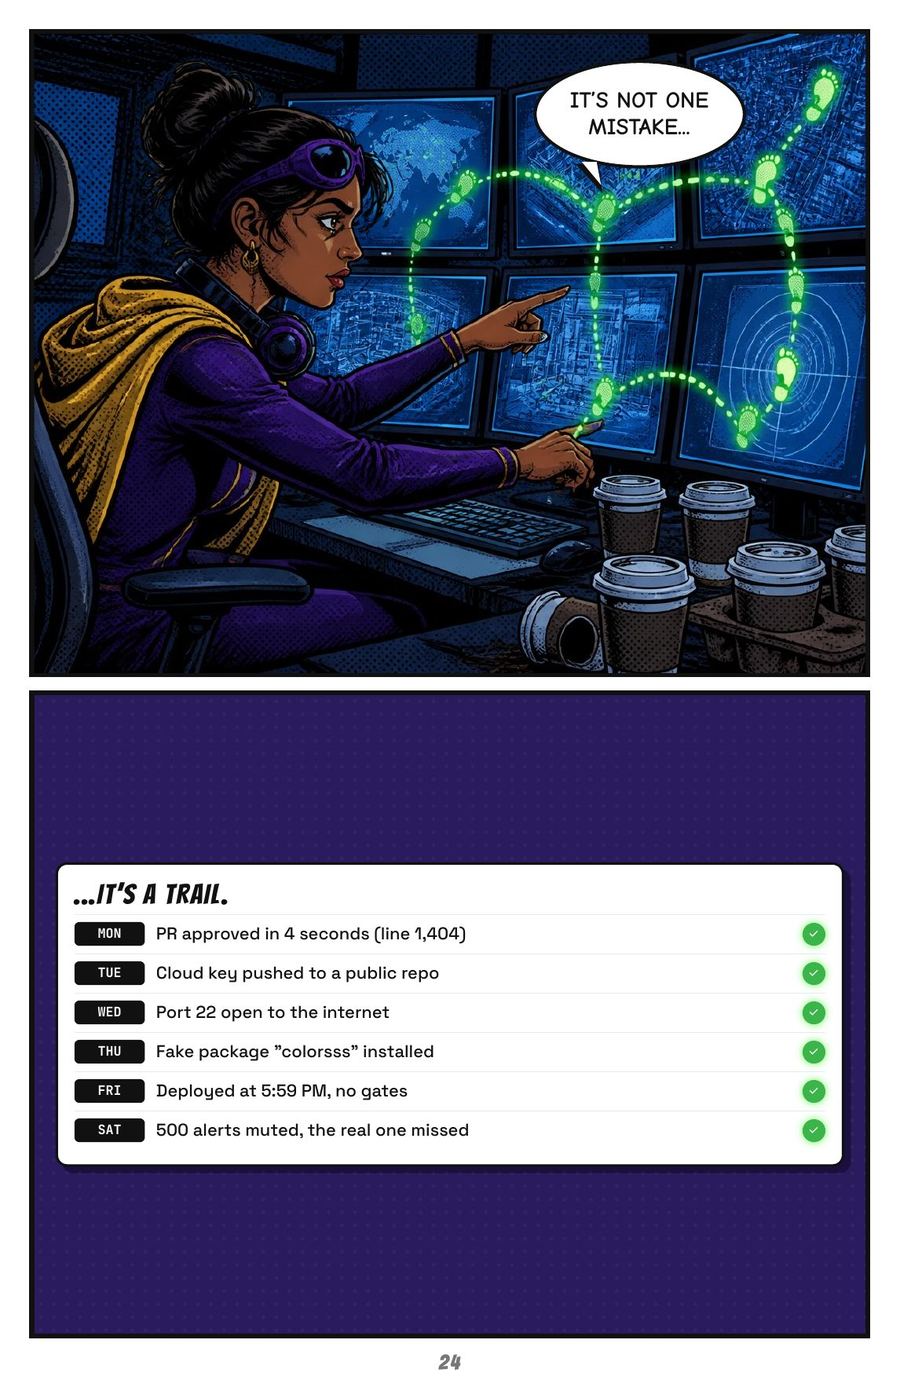 IT'S NOT ONE
MISTAKE...
...IT'S A TRAIL.
MON PR approved in 4 seconds (line 1,404)
TUE Cloud key pushed to a public repo
WED Port 22 open to the internet
THU Fake package "colorsss" installed
FRI Deployed at 5:59 PM, no gates
SAT 500 alerts muted, the real one missed
24